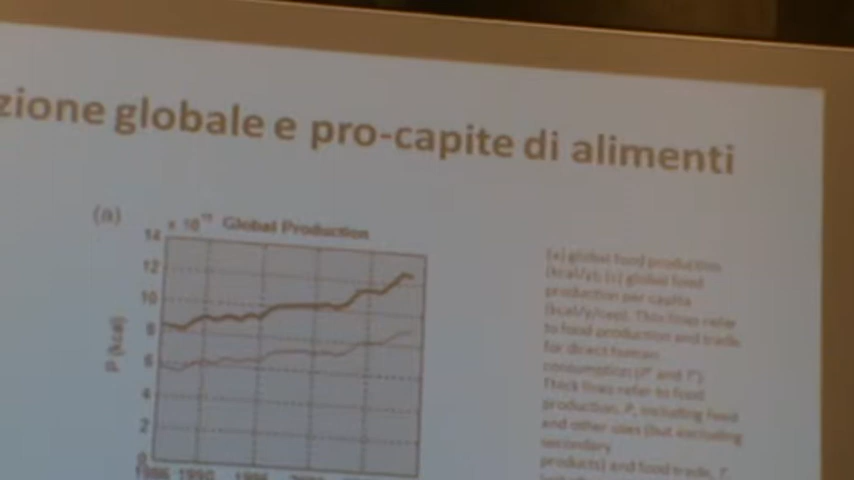 zione globale e pro-capite di alimenti
(a)
Global Production
14
12
10
8
6
4
2
0
P (kcal)
1986 1990
(a) global food production
(kcal/y); (c) global food
production per capita
(kcal/y/cap). Thin lines refer
to food production and trade
for direct human
consumption
Thick lines refer to food
production, P, including feed
and other uses (but excluding
secondary
products) and food trade, T,